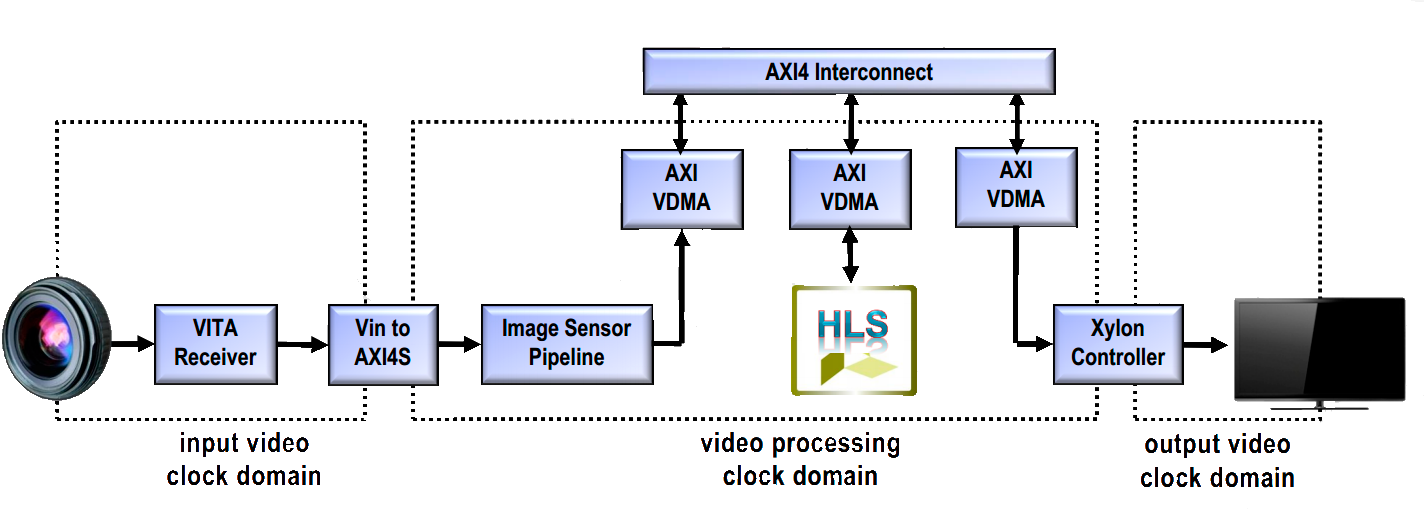 AXI4 Interconnect
AXI
VDMA
AXI
VDMA
AXI
VDMA
VITA
Receiver
Vin to
AXI4S
Image Sensor
Pipeline
HLS
Xylon
Controller
input video
clock domain
video processing
clock domain
output video
clock domain